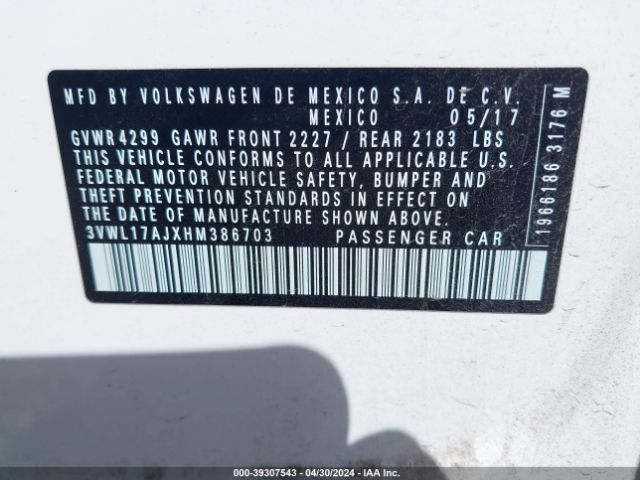 MFD BY VOLKSWAGEN DE MEXICO S.A. DE C.V.
MEXICO 05/17
GVWR 4299 GAWR FRONT 2227 / REAR 2183 LBS
THIS VEHICLE CONFORMS TO ALL APPLICABLE U.S.
FEDERAL MOTOR VEHICLE SAFETY, BUMPER AND
THEFT PREVENTION STANDARDS IN EFFECT ON
THE DATE OF MANUFACTURE SHOWN ABOVE.
3VWL17AJXHM386703 PASSENGER CAR
1966186 3176 M
000-39307543 - 04/30/2024 - IAA Inc.